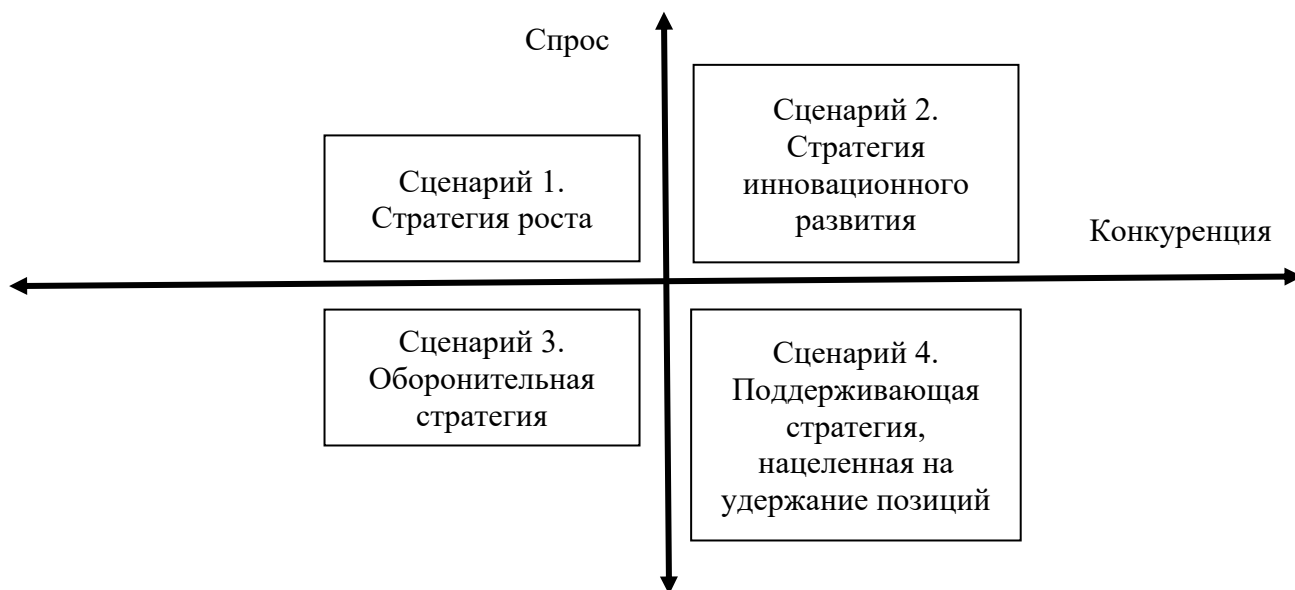 Спрос
Сценарий 2.
Стратегия
инновационного
развития
Сценарий 1.
Стратегия роста
Конкуренция
Сценарий 3.
Оборонительная
стратегия
Сценарий 4.
Поддерживающая
стратегия,
нацеленная на
удержание позиций